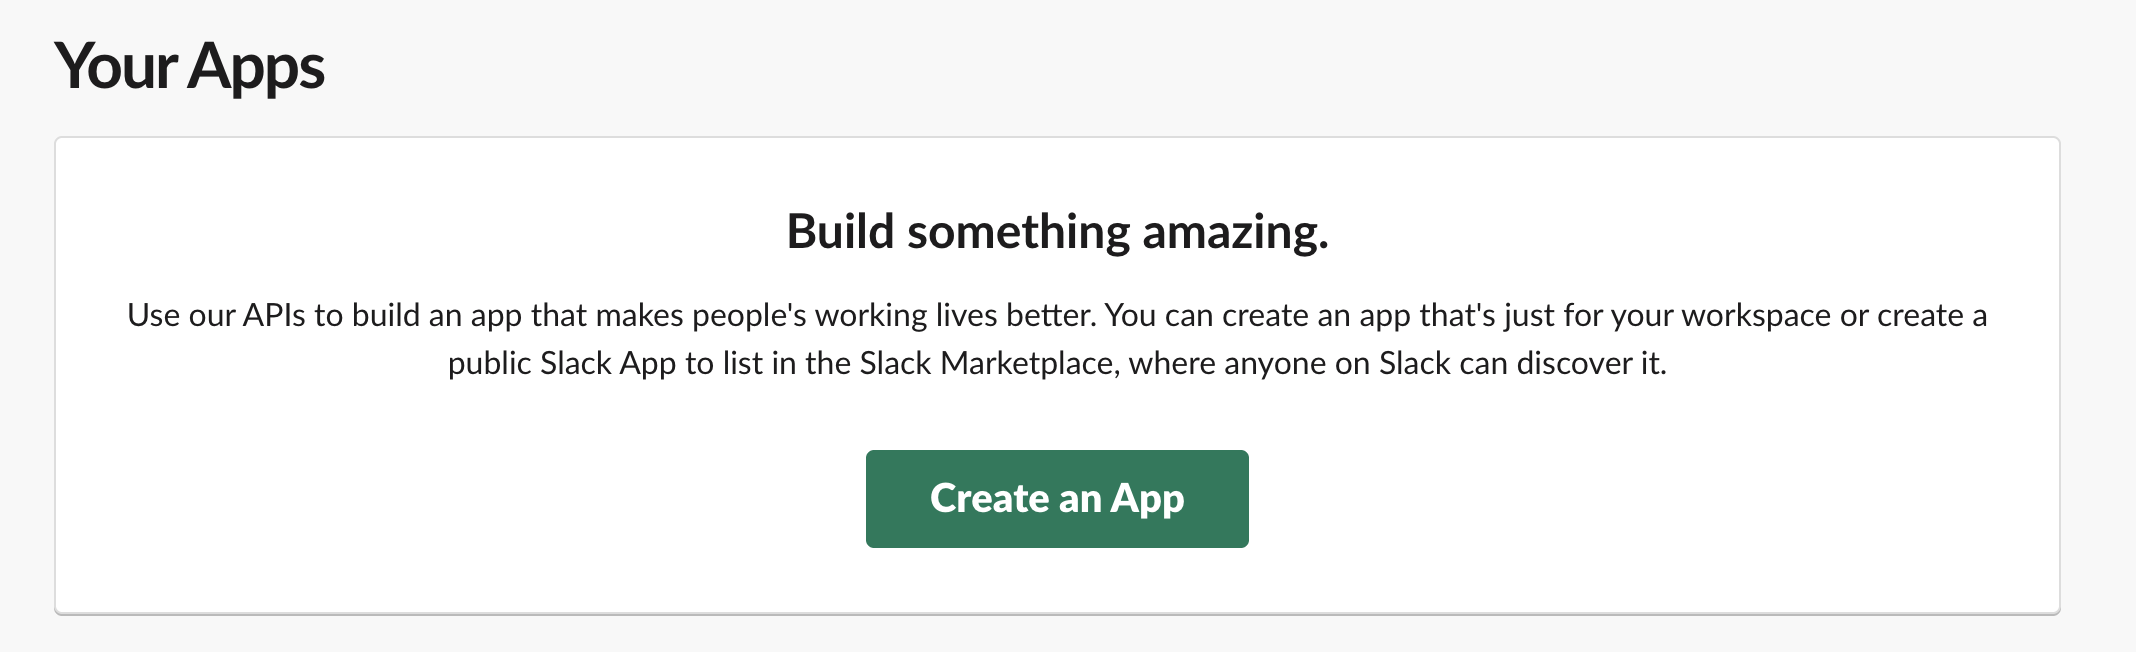 Your Apps
Build something amazing.
Use our APIs to build an app that makes people's working lives better. You can create an app that's just for your workspace or create a
public Slack App to list in the Slack Marketplace, where anyone on Slack can discover it.
Create an App